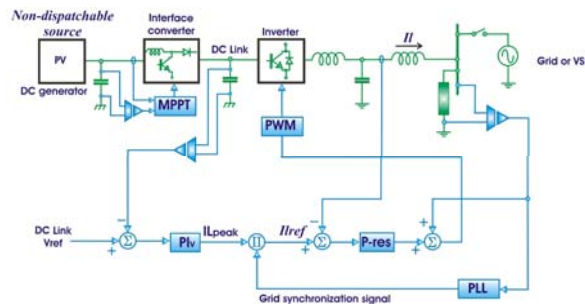 Non-dispatchable source
Interface converter
Inverter
DC Link
Il
PV
DC generator
MPPT
PWM
Grid or VS
DC Link Vref
−
+
Σ
PIv
ILpeak
Π
Ilref
−
+
Σ
P-res
+
+
Σ
PLL
Grid synchronization signal